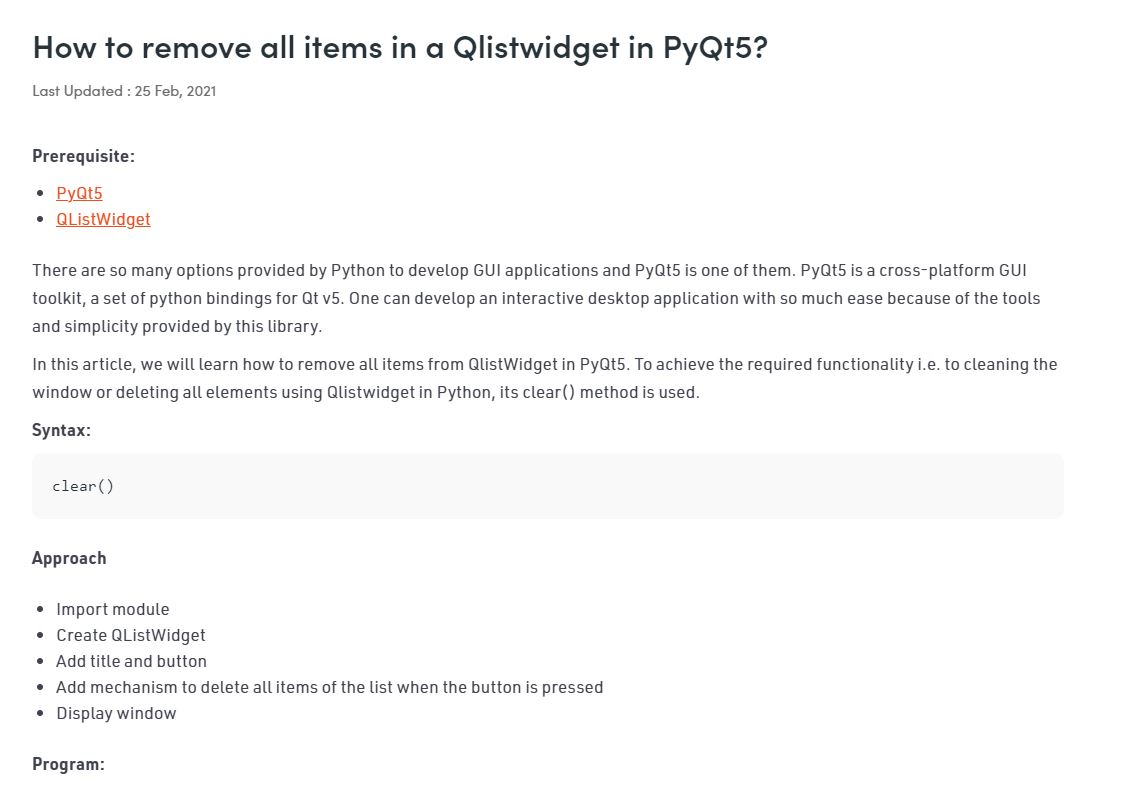 How to remove all items in a Qlistwidget in PyQt5?
Last Updated : 25 Feb, 2021
Prerequisite:
PyQt5
QListWidget
There are so many options provided by Python to develop GUI applications and PyQt5 is one of them. PyQt5 is a cross-platform GUI
toolkit, a set of python bindings for Qt v5. One can develop an interactive desktop application with so much ease because of the tools
and simplicity provided by this library.
In this article, we will learn how to remove all items from QlistWidget in PyQt5. To achieve the required functionality i.e. to cleaning the
window or deleting all elements using Qlistwidget in Python, its clear() method is used.
Syntax:
clear()
Approach
Import module
Create QListWidget
Add title and button
Add mechanism to delete all items of the list when the button is pressed
Display window
Program: